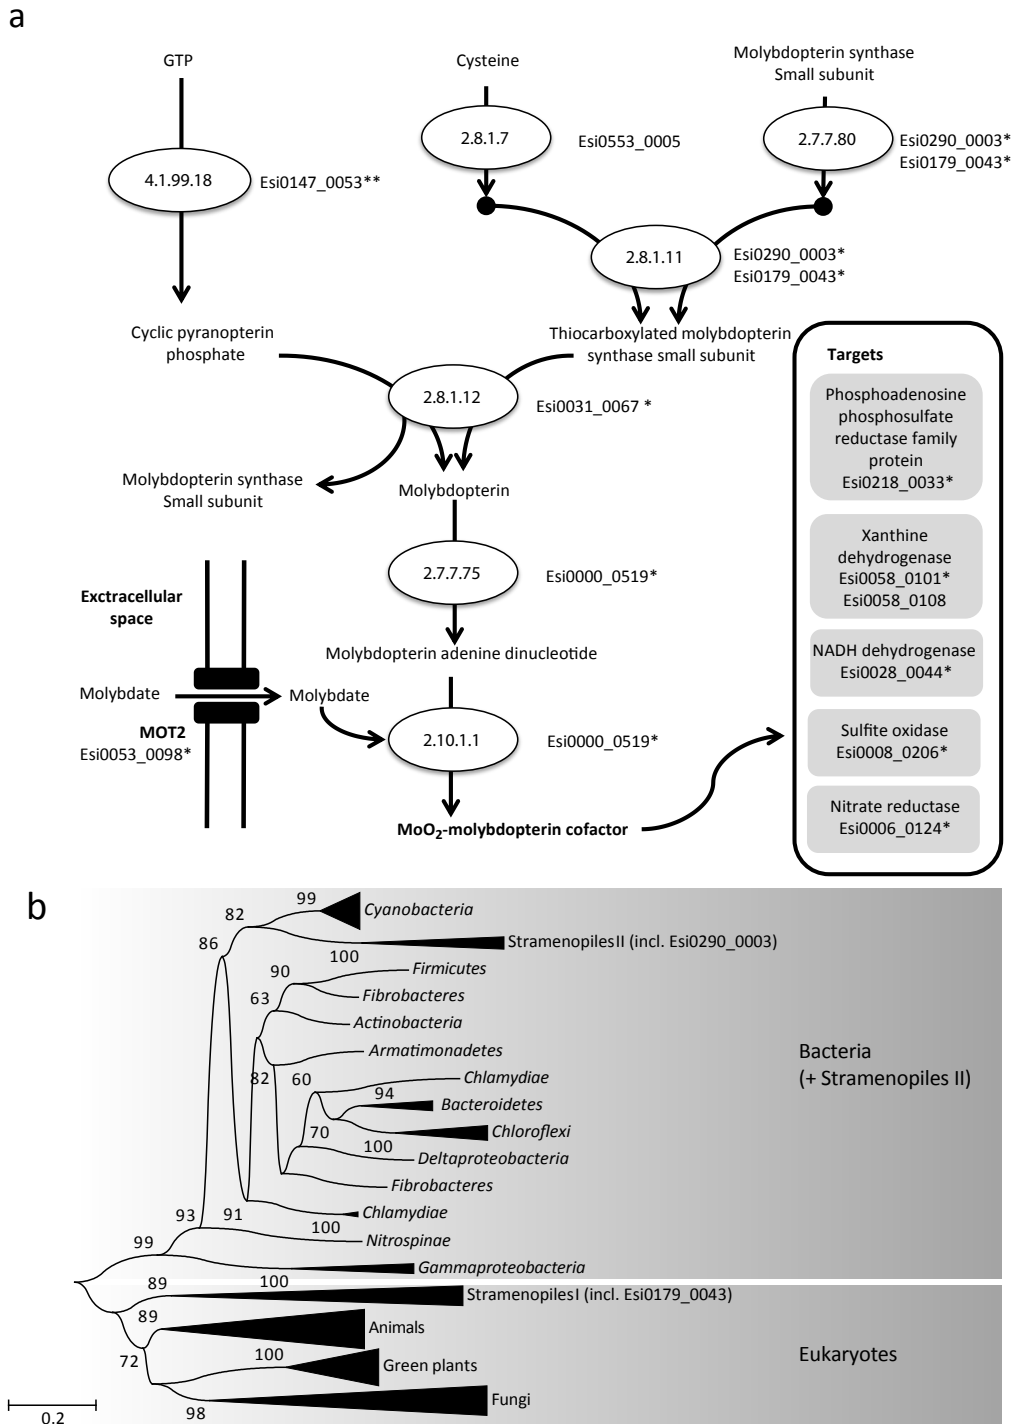 a
GTP
Cysteine
Molybdopterin synthase
Small subunit
2.8.1.7
Esi0553_0005
2.7.7.80
Esi0290_0003*
Esi0179_0043*
4.1.99.18
Esi0147_0053**
2.8.1.11
Esi0290_0003*
Esi0179_0043*
Cyclic pyranopterin
phosphate
Thiocarboxylated molybdopterin
synthase small subunit
2.8.1.12
Esi0031_0067 *
Molybdopterin synthase
Small subunit
Molybdopterin
2.7.7.75
Esi0000_0519*
Exctracellular
space
Molybdopterin adenine dinucleotide
Molybdate
Molybdate
MOT2
Esi0053_0098*
2.10.1.1
Esi0000_0519*
MoO₂-molybdopterin cofactor
Targets
Phosphoadenosine
phosphosulfate
reductase family
protein
Esi0218_0033*
Xanthine
dehydrogenase
Esi0058_0101*
Esi0058_0108
NADH dehydrogenase
Esi0028_0044*
Sulfite oxidase
Esi0008_0206*
Nitrate reductase
Esi0006_0124*
b
99
Cyanobacteria
82
86
Stramenopiles II (incl. Esi0290_0003)
100
90
Firmicutes
63
Fibrobacteres
Actinobacteria
Armatimonadetes
82
60
Chlamydiae
94
Bacteroidetes
70
Chloroflexi
100
Deltaproteobacteria
Fibrobacteres
93
91
Chlamydiae
100
Nitrospinae
99
Gammaproteobacteria
Bacteria
(+ Stramenopiles II)
89
100
Stramenopiles I (incl. Esi0179_0043)
89
Animals
72
100
Green plants
98
Fungi
Eukaryotes
0.2